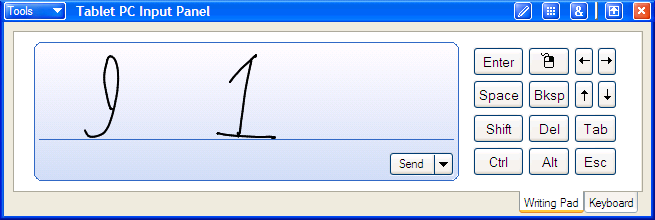 Tools Tablet PC Input Panel &
9 1
Send
Enter
Space Bksp
Shift Del Tab
Ctrl Alt Esc
Writing Pad Keyboard